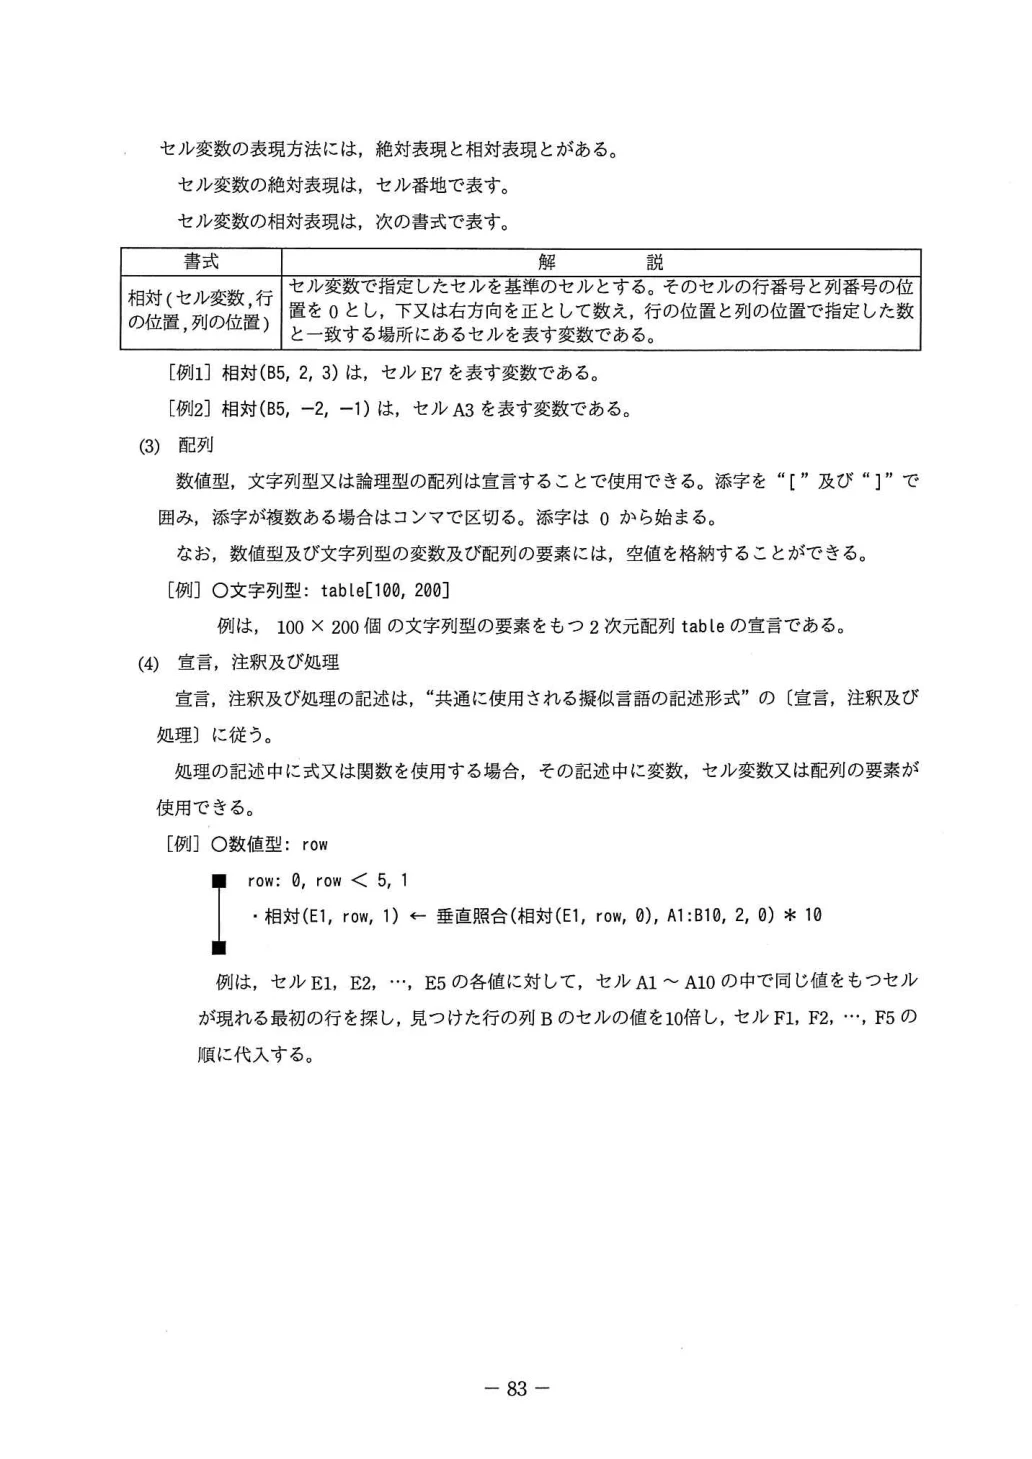 セル変数の表現方法には，絶対表現と相対表現とがある。
セル変数の絶対表現は，セル番地で表す。
セル変数の相対表現は，次の書式で表す。
書式 解 説
相対(セル変数,行の位置,列の位置) セル変数で指定したセルを基準のセルとする。そのセルの行番号と列番号の位
置を 0 とし，下又は右方向を正として数え，行の位置と列の位置で指定した数
と一致する場所にあるセルを表す変数である。
［例1］相対(B5, 2, 3) は，セル E7 を表す変数である。
［例2］相対(B5, −2, −1) は，セル A3 を表す変数である。
(3) 配列
数値型，文字列型又は論理型の配列は宣言することで使用できる。添字を “[” 及び “]” で
囲み，添字が複数ある場合はコンマで区切る。添字は 0 から始まる。
なお，数値型及び文字列型の変数及び配列の要素には，空値を格納することができる。
［例］○文字列型: table[100, 200]
例は， 100 × 200 個 の文字列型の要素をもつ 2 次元配列 table の宣言である。
(4) 宣言，注釈及び処理
宣言，注釈及び処理の記述は，“共通に使用される擬似言語の記述形式” の〔宣言，注釈及び
処理〕に従う。
処理の記述中に式又は関数を使用する場合，その記述中に変数，セル変数又は配列の要素が
使用できる。
［例］○数値型: row
■ row: 0, row < 5, 1
・相対(E1, row, 1) ← 垂直照合(相対(E1, row, 0), A1:B10, 2, 0) * 10
■
例は，セル E1，E2，…，E5 の各値に対して，セル A1 ～ A10 の中で同じ値をもつセル
が現れる最初の行を探し，見つけた行の列 B のセルの値を10倍し，セル F1，F2，…，F5 の
順に代入する。
− 83 −